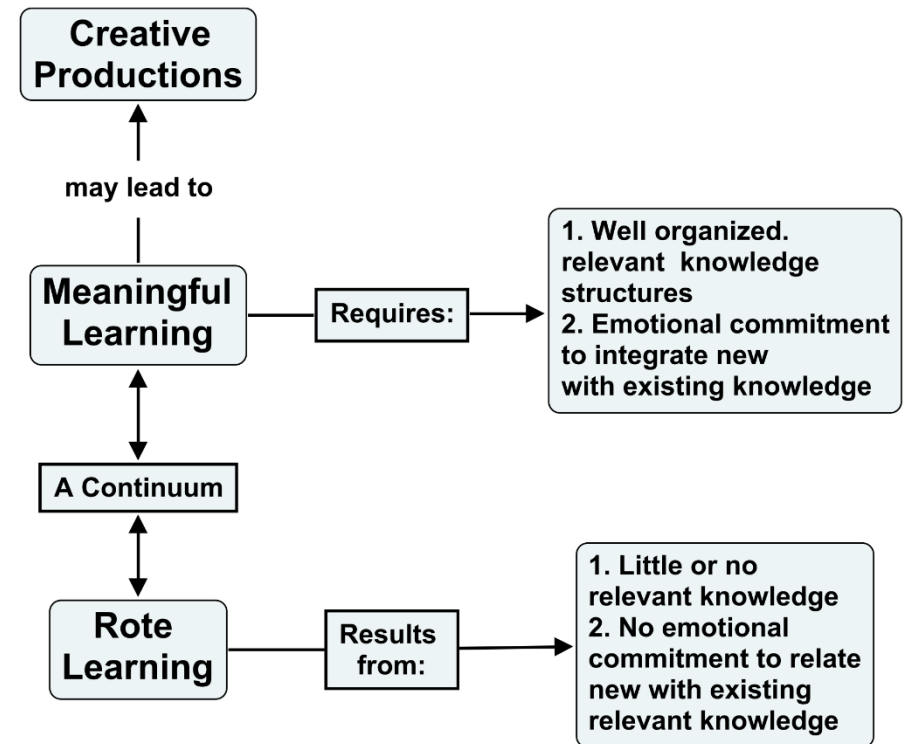 Creative
Productions
may lead to
Meaningful
Learning
Requires:
1. Well organized.
relevant knowledge
structures
2. Emotional commitment
to integrate new
with existing knowledge
A Continuum
Rote
Learning
Results
from:
1. Little or no
relevant knowledge
2. No emotional
commitment to relate
new with existing
relevant knowledge